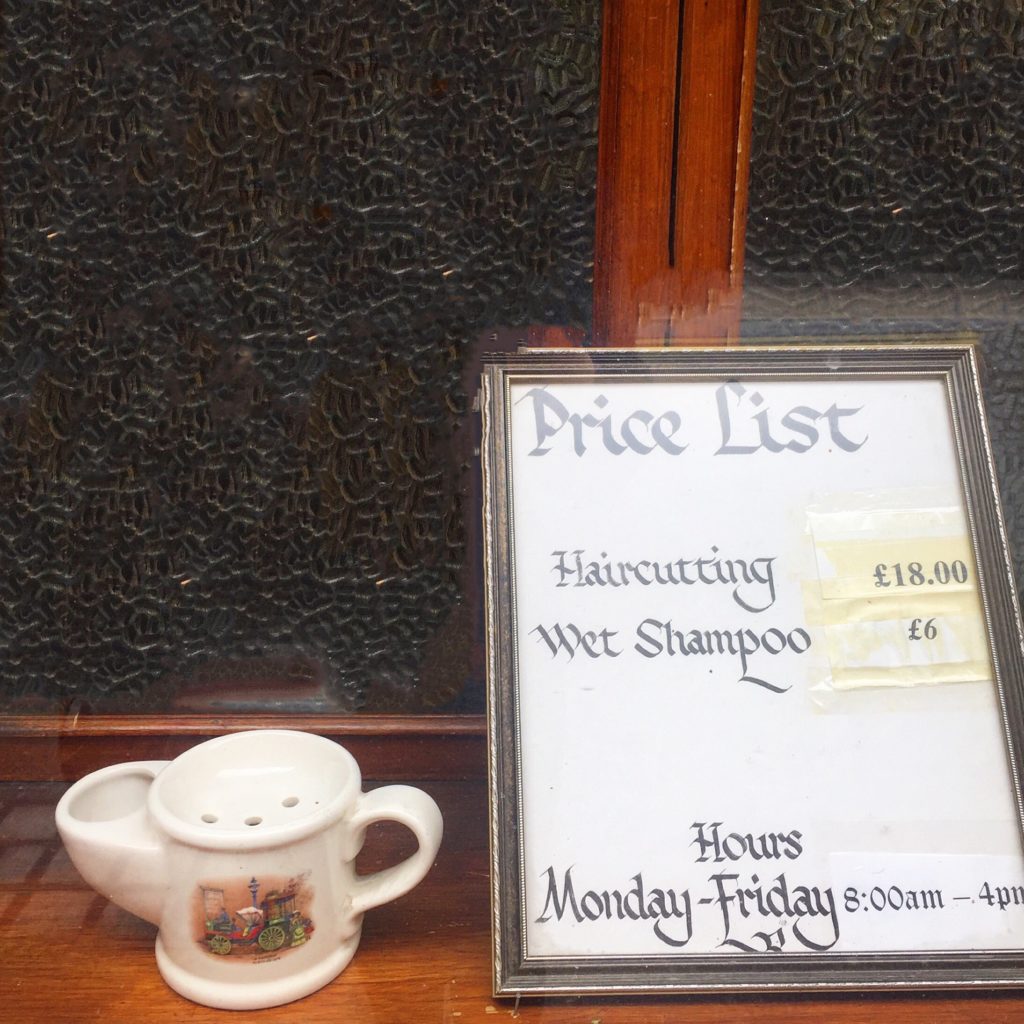 Price List
Haircutting £18.00
Wet Shampoo £6
Hours
Monday-Friday 8:00am – 4pm